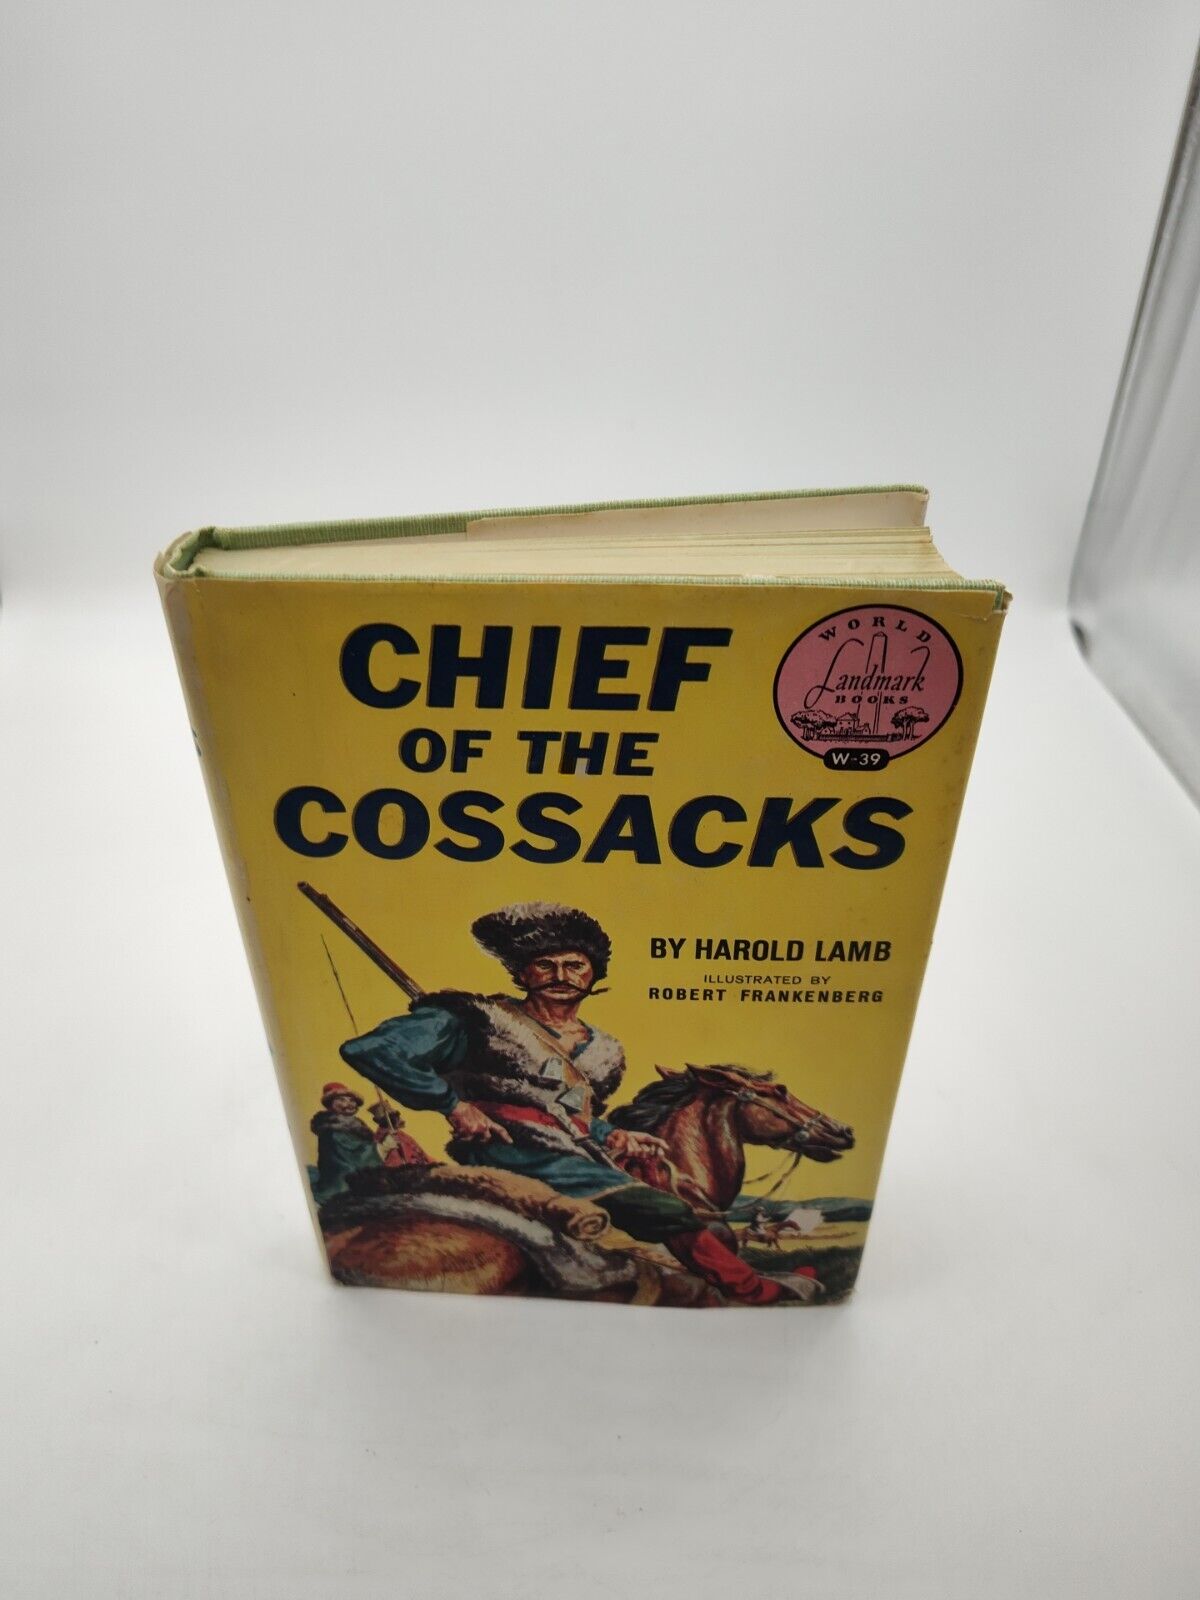 CHIEF
OF THE
COSSACKS
WORLD
Landmark
BOOKS
W-39
BY HAROLD LAMB
ILLUSTRATED BY
ROBERT FRANKENBERG